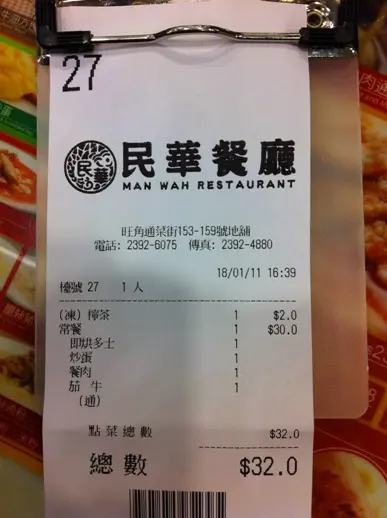 27
民華餐廳
MAN WAH RESTAURANT
旺角通菜街153-159號地舖
電話: 2392-6075 傳真: 2392-4880
18/01/11 16:39
檯號 27 1 人
(凍) 檸茶 1 $2.0
常餐 1 $30.0
即烘多士 1
炒蛋 1
餐肉 1
茄 牛 1
(通)
點菜總數 $32.0
總數 $32.0